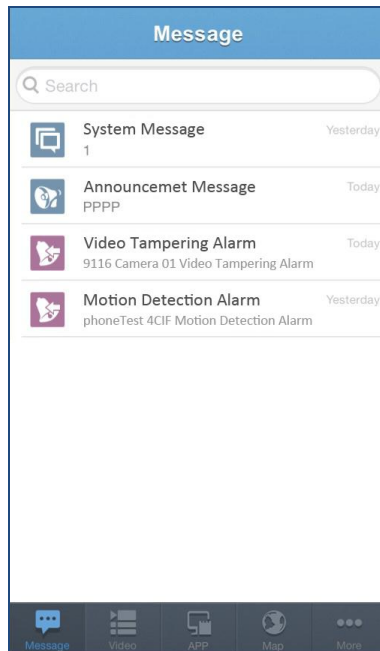 Message
Search
System Message
Yesterday
1
Announcemet Message
Today
PPPP
Video Tampering Alarm
Today
9116 Camera 01 Video Tampering Alarm
Motion Detection Alarm
Yesterday
phoneTest 4CIF Motion Detection Alarm
Message
Video
APP
Map
More